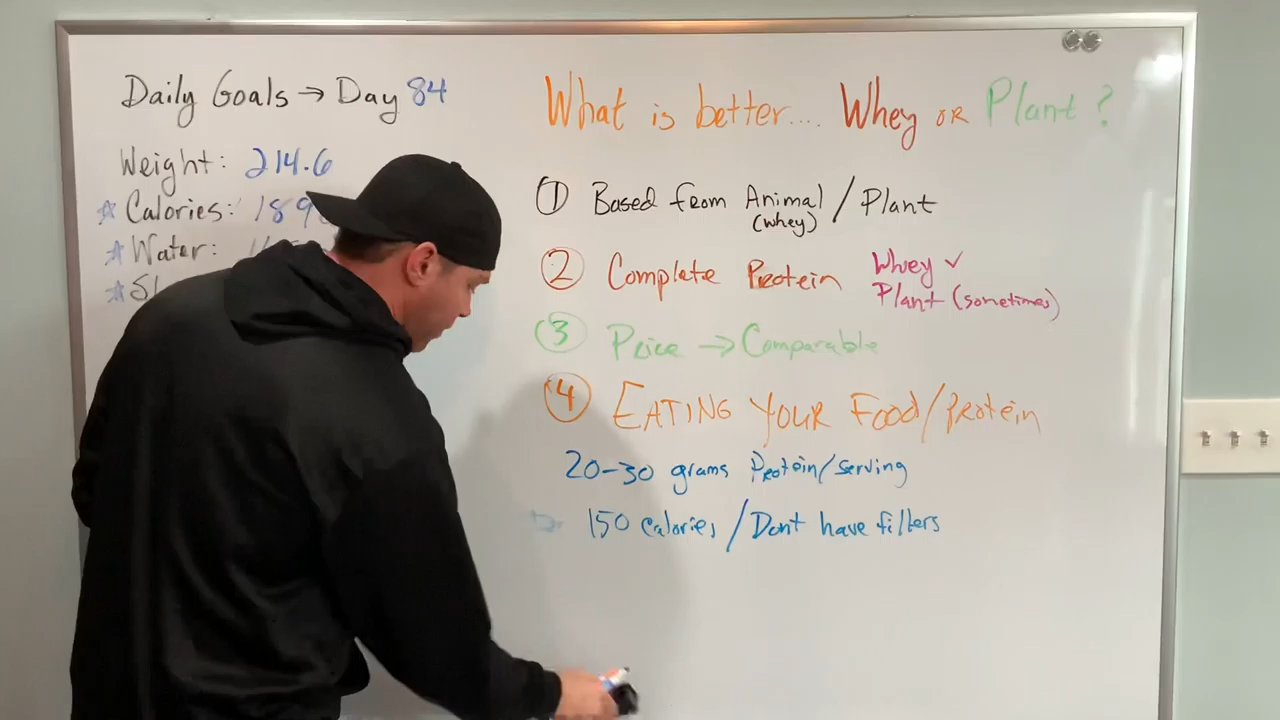 Daily Goals → Day 84
Weight: 214.6
☆ Calories: 189
☆ Water:
☆ Sl
What is better.... Whey OR Plant?
① Based from Animal / Plant
(whey)
② Complete Protein
Whey ✓
Plant (sometimes)
③ Price → Comparable
④ EATING YOUR Food/Protein
20-30 grams Protein/serving
150 calories / Dont have fillers